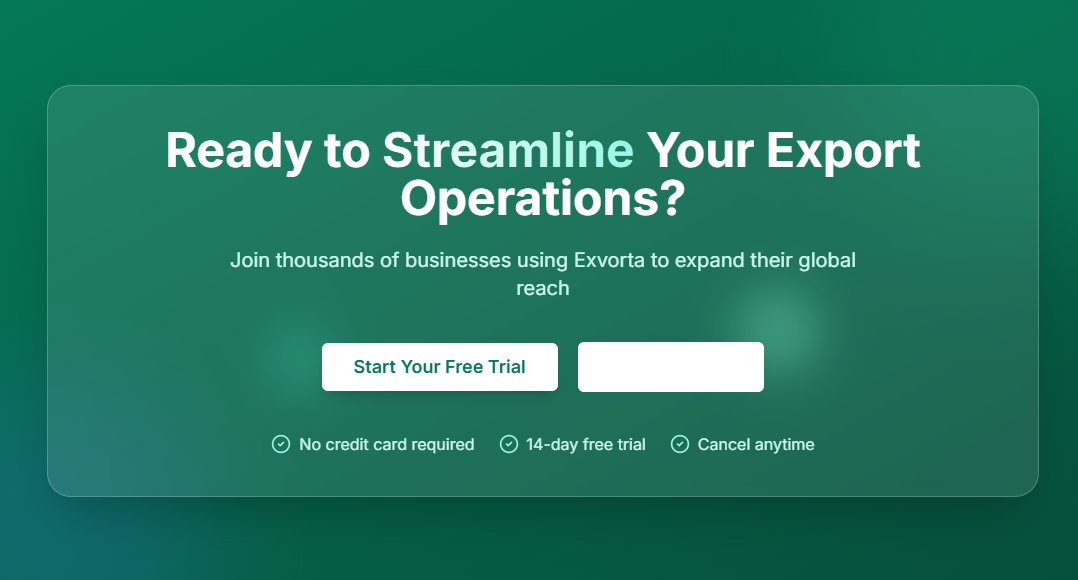 Ready to Streamline Your Export
Operations?
Join thousands of businesses using Exvorta to expand their global
reach
Start Your Free Trial
No credit card required 14-day free trial Cancel anytime